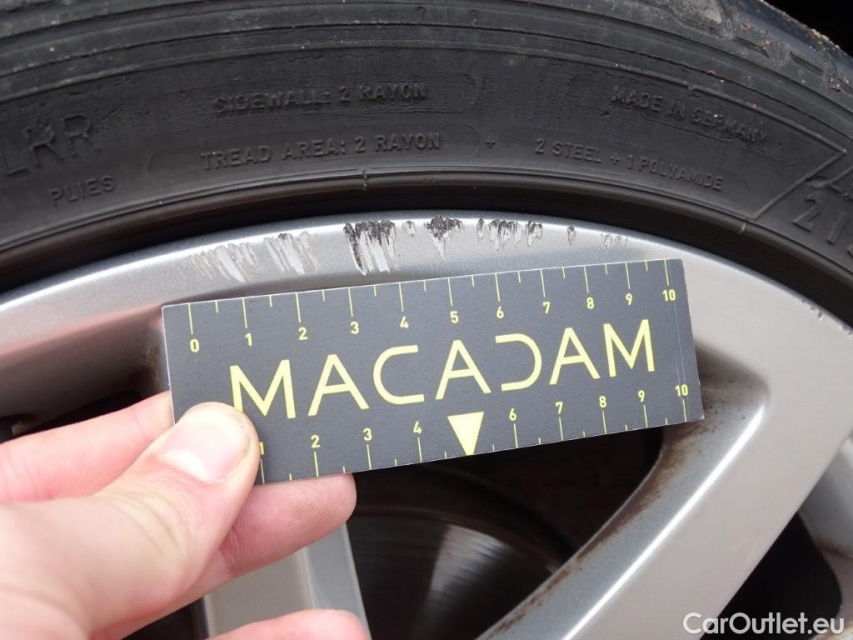 SIDEWALL: 2 RAYON
MADE IN GERMANY
LRR
TREAD AREA: 2 RAYON + 2 STEEL + 1 POLYAMIDE
PLIES
0 1 2 3 4 5 6 7 8 9 10
MACADAM
2 3 4 6 7 8 9 10
CarOutlet.eu